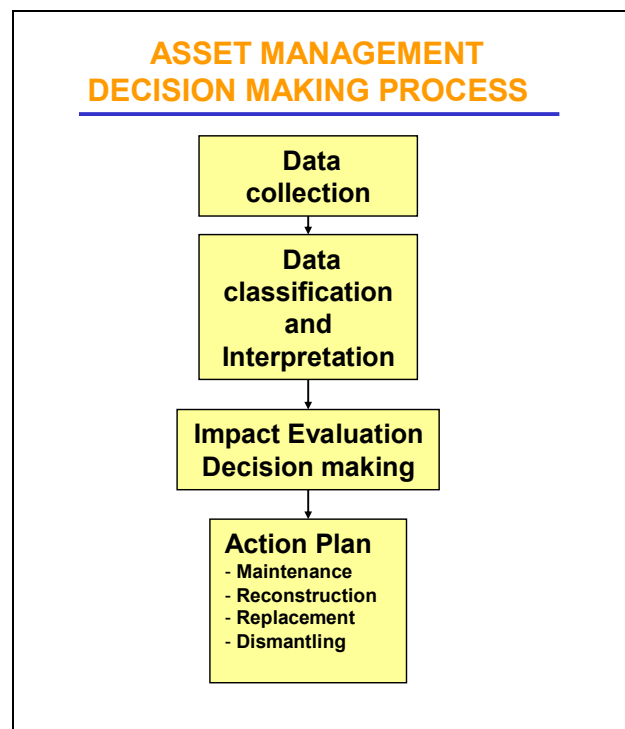 ASSET MANAGEMENT
DECISION MAKING PROCESS
Data
collection
Data
classification
and
Interpretation
Impact Evaluation
Decision making
Action Plan
- Maintenance
- Reconstruction
- Replacement
- Dismantling